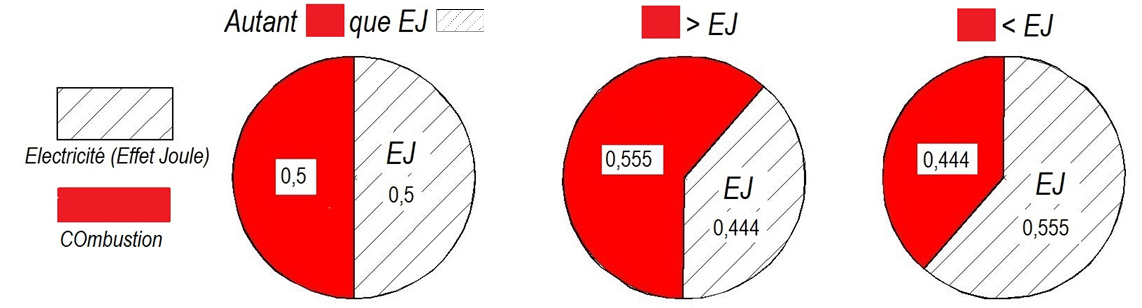 Autant que EJ
> EJ
< EJ
Electricité (Effet Joule)
COmbustion
0,5
EJ
0,5
0,555
EJ
0,444
0,444
EJ
0,555